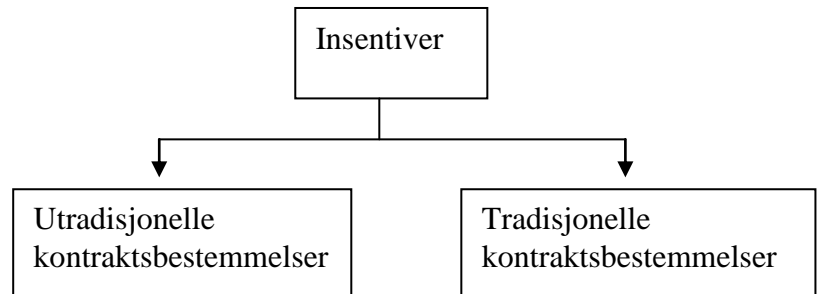 Insentiver
Utradisjonelle
kontraktsbestemmelser
Tradisjonelle
kontraktsbestemmelser